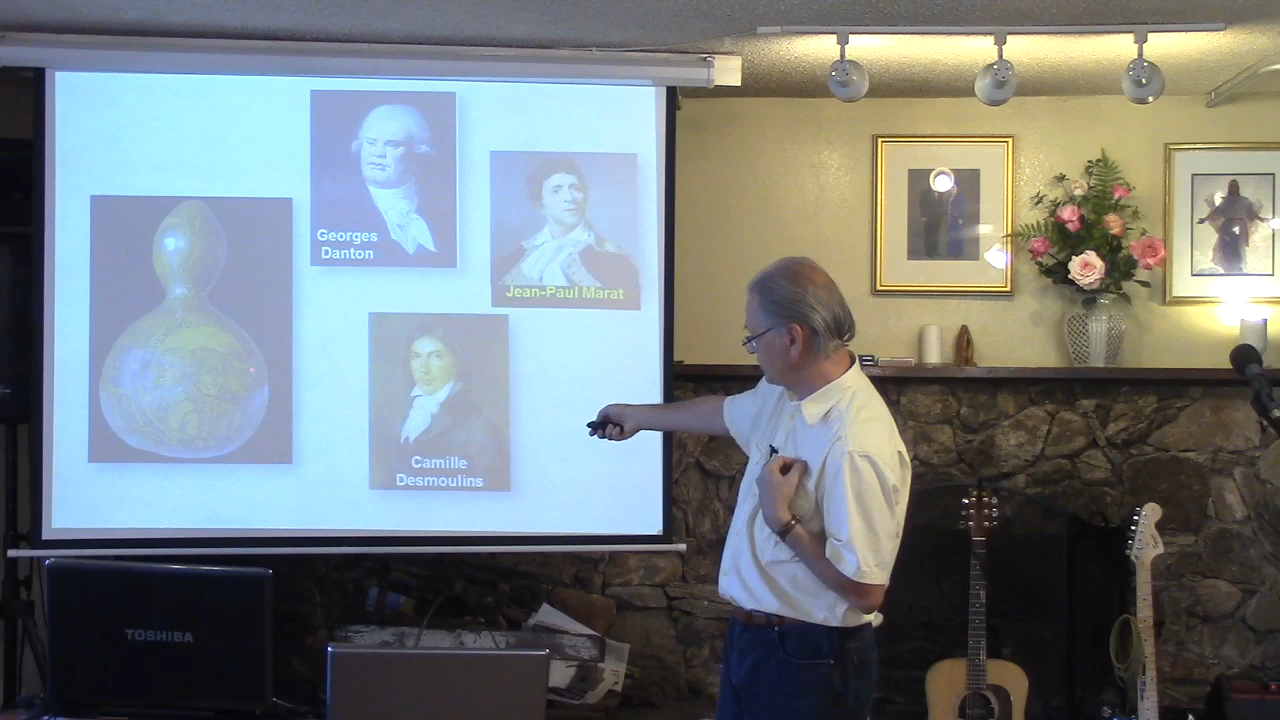 Georges
Danton
Jean-Paul Marat
Camille
Desmoulins
TOSHIBA